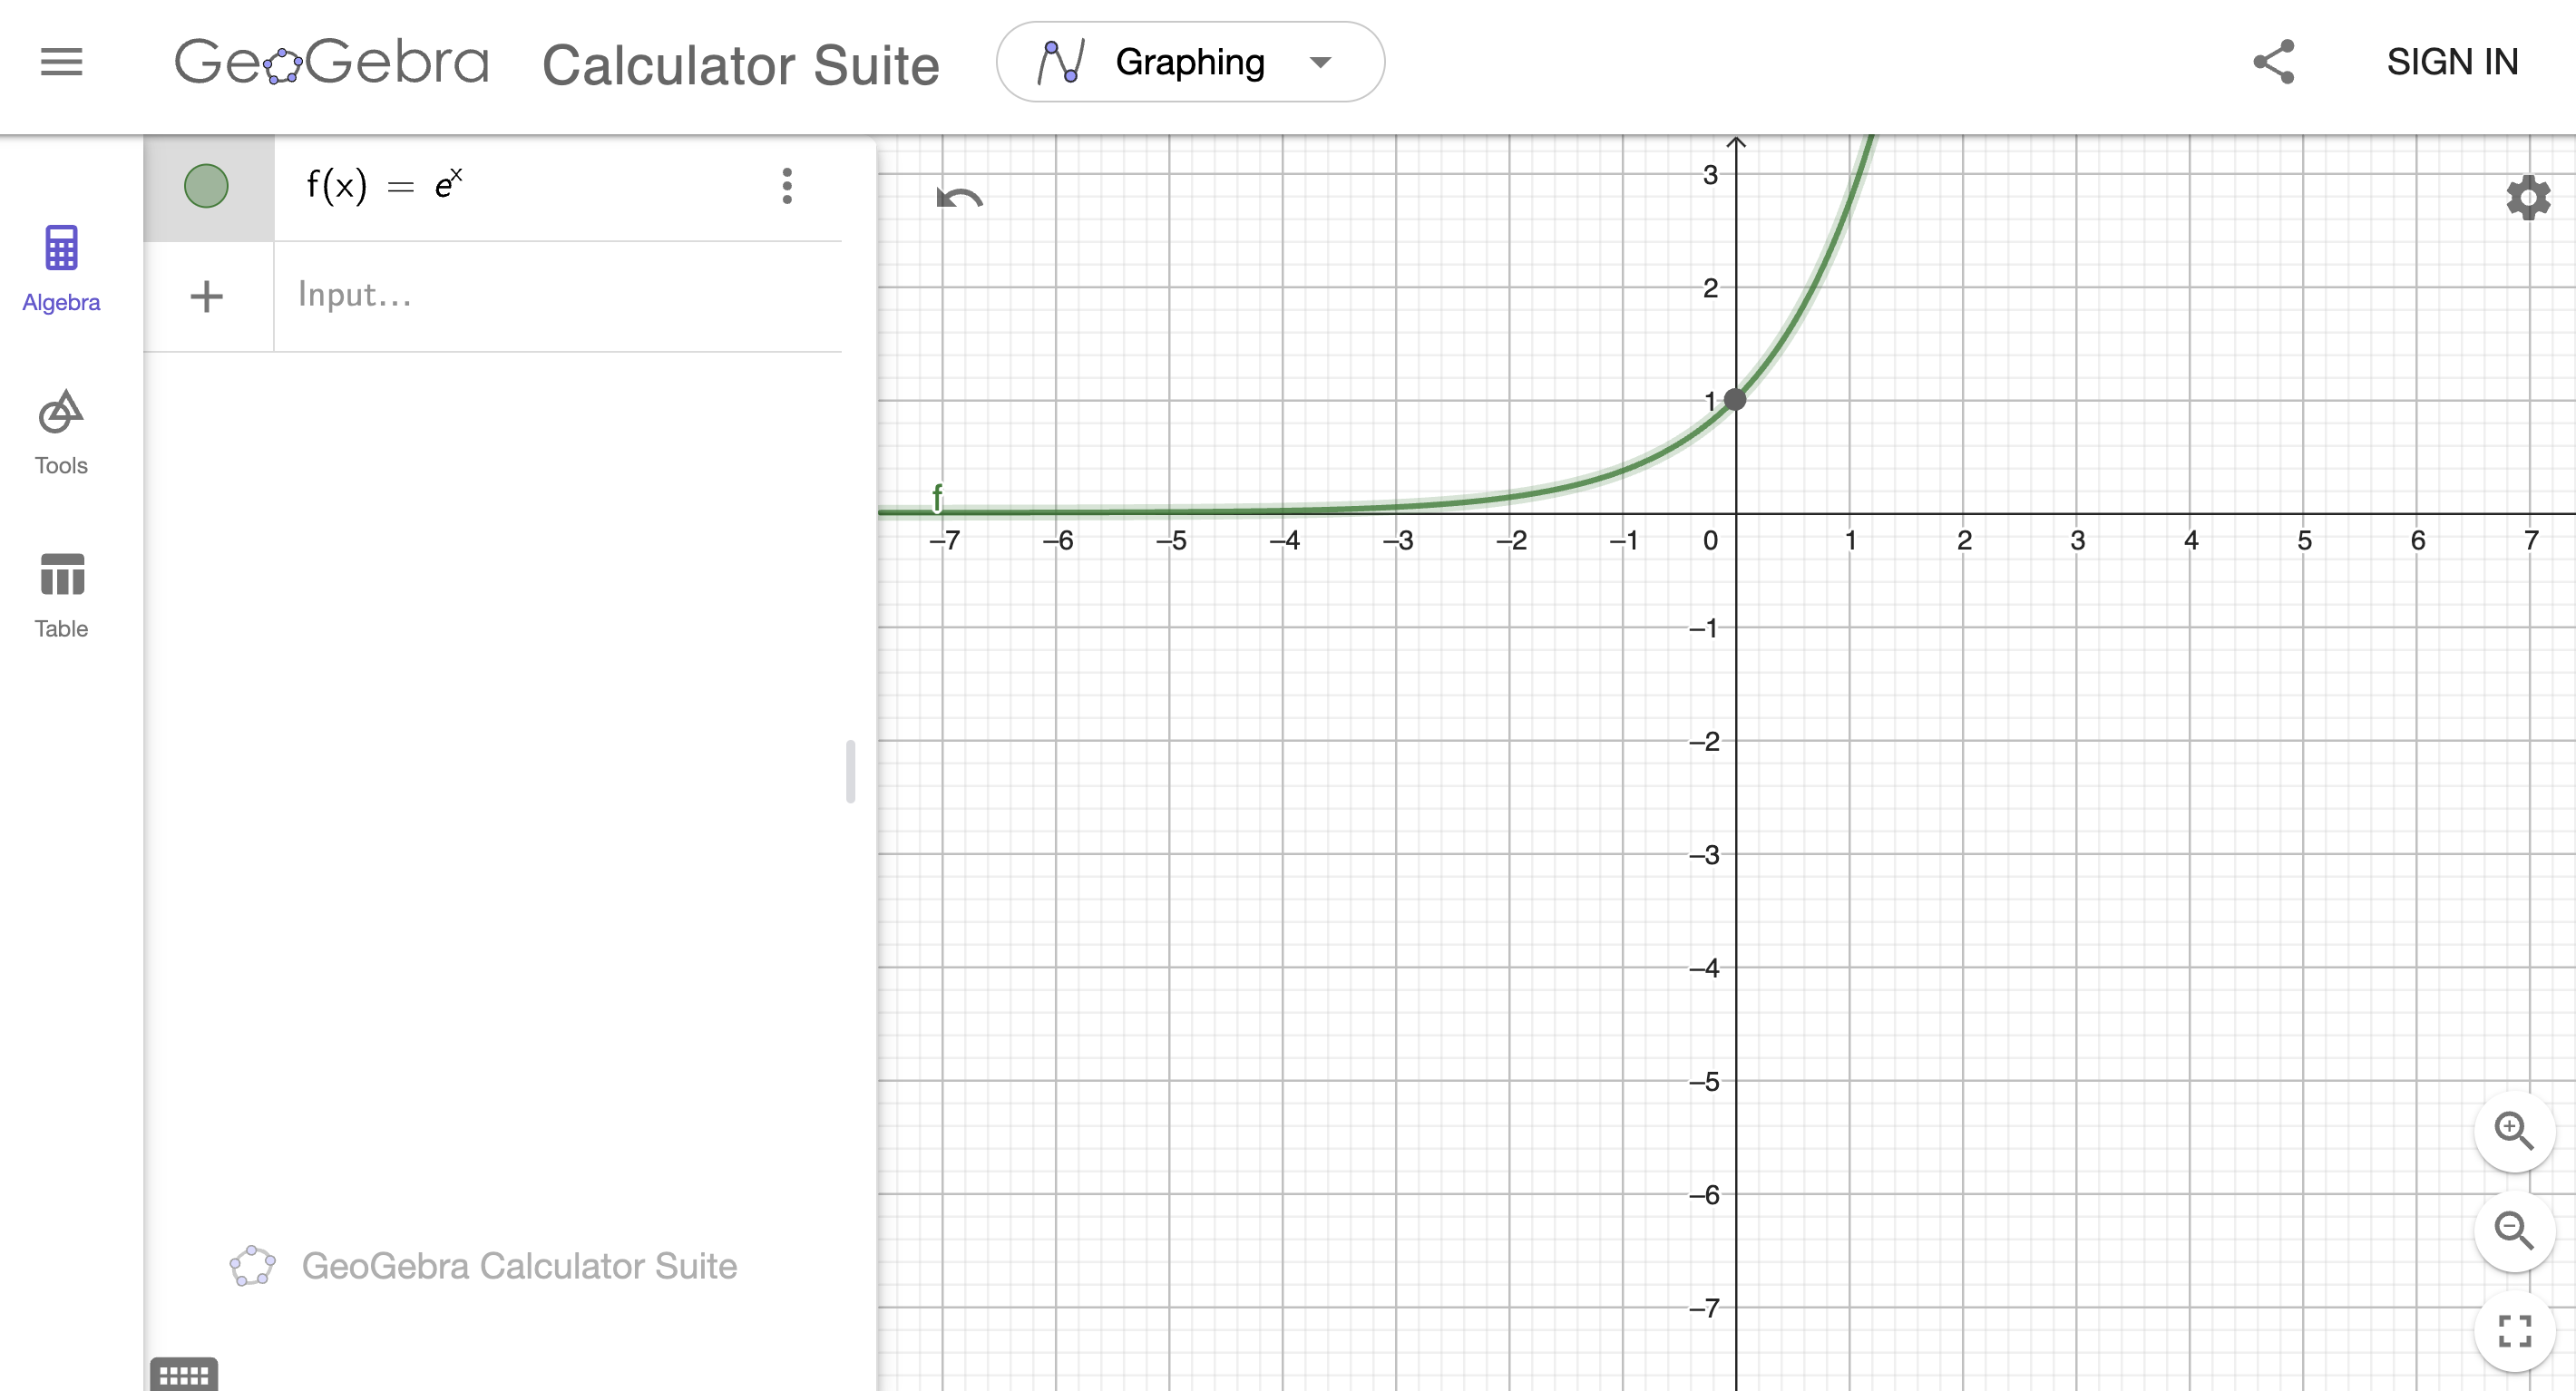 GeoGebra Calculator Suite Graphing SIGN IN
f(x) = eˣ
Input...
Algebra
Tools
Table
GeoGebra Calculator Suite
3
2
1
f
–7 –6 –5 –4 –3 –2 –1 0 1 2 3 4 5 6 7
–1
–2
–3
–4
–5
–6
–7